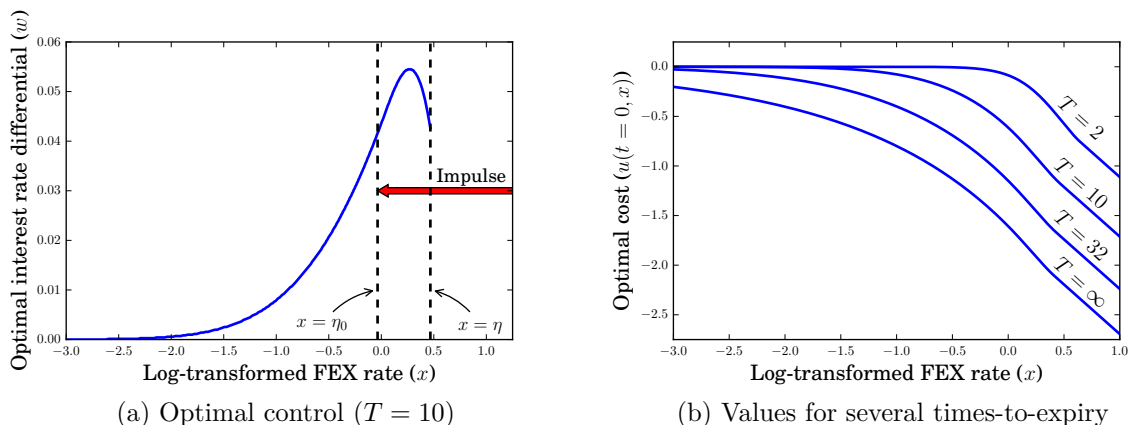 Optimal interest rate differential (w)
0.06
0.05
0.04
0.03
0.02
0.01
0.00
Impulse
x = η₀
x = η
−3.0 −2.5 −2.0 −1.5 −1.0 −0.5 0.0 0.5 1.0
Log-transformed FEX rate (x)
(a) Optimal control (T = 10)
Optimal cost (u(t = 0, x))
0.0
−0.5
−1.0
−1.5
−2.0
−2.5
T = 2
T = 10
T = 32
T = ∞
−3.0 −2.5 −2.0 −1.5 −1.0 −0.5 0.0 0.5 1.0
Log-transformed FEX rate (x)
(b) Values for several times-to-expiry